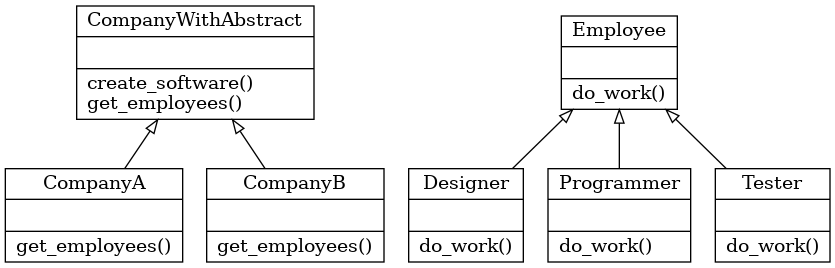 CompanyWithAbstract
create_software()
get_employees()
Employee
do_work()
CompanyA
get_employees()
CompanyB
get_employees()
Designer
do_work()
Programmer
do_work()
Tester
do_work()